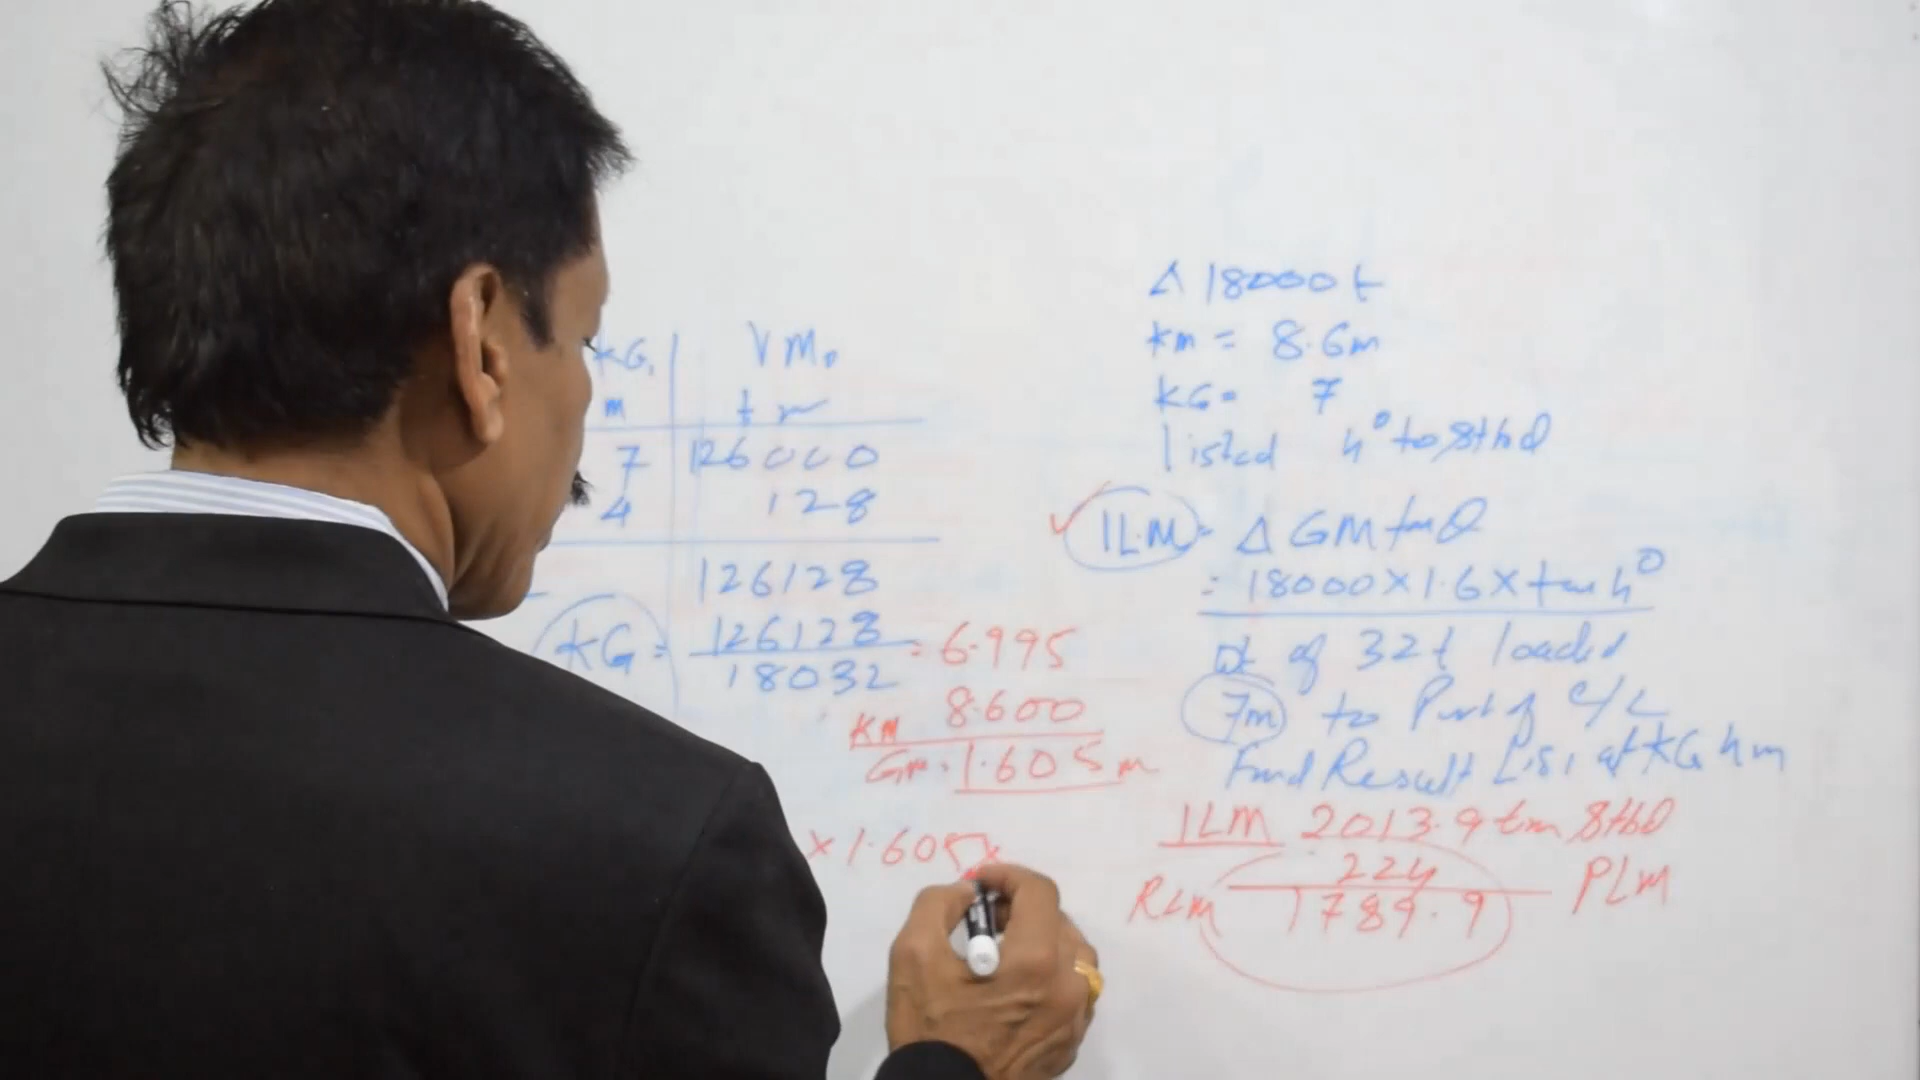 KG, VM.
m t m
7 126000
4 128
126128
KG = 126128 / 18032 = 6.995
KM 8.600
GM. 1.605m
× 1.605 ×
Δ 18000t
KM = 8.6m
KG = 7
listed 4° to Stbd
ILM = Δ GM tan θ
= 18000 × 1.6 × tan 4°
wt of 32t loaded
7m to Port of C/L
Find Result List at KG 4m
ILM 2013.9 tm Stbd
224 PLM
RLM 1789.9